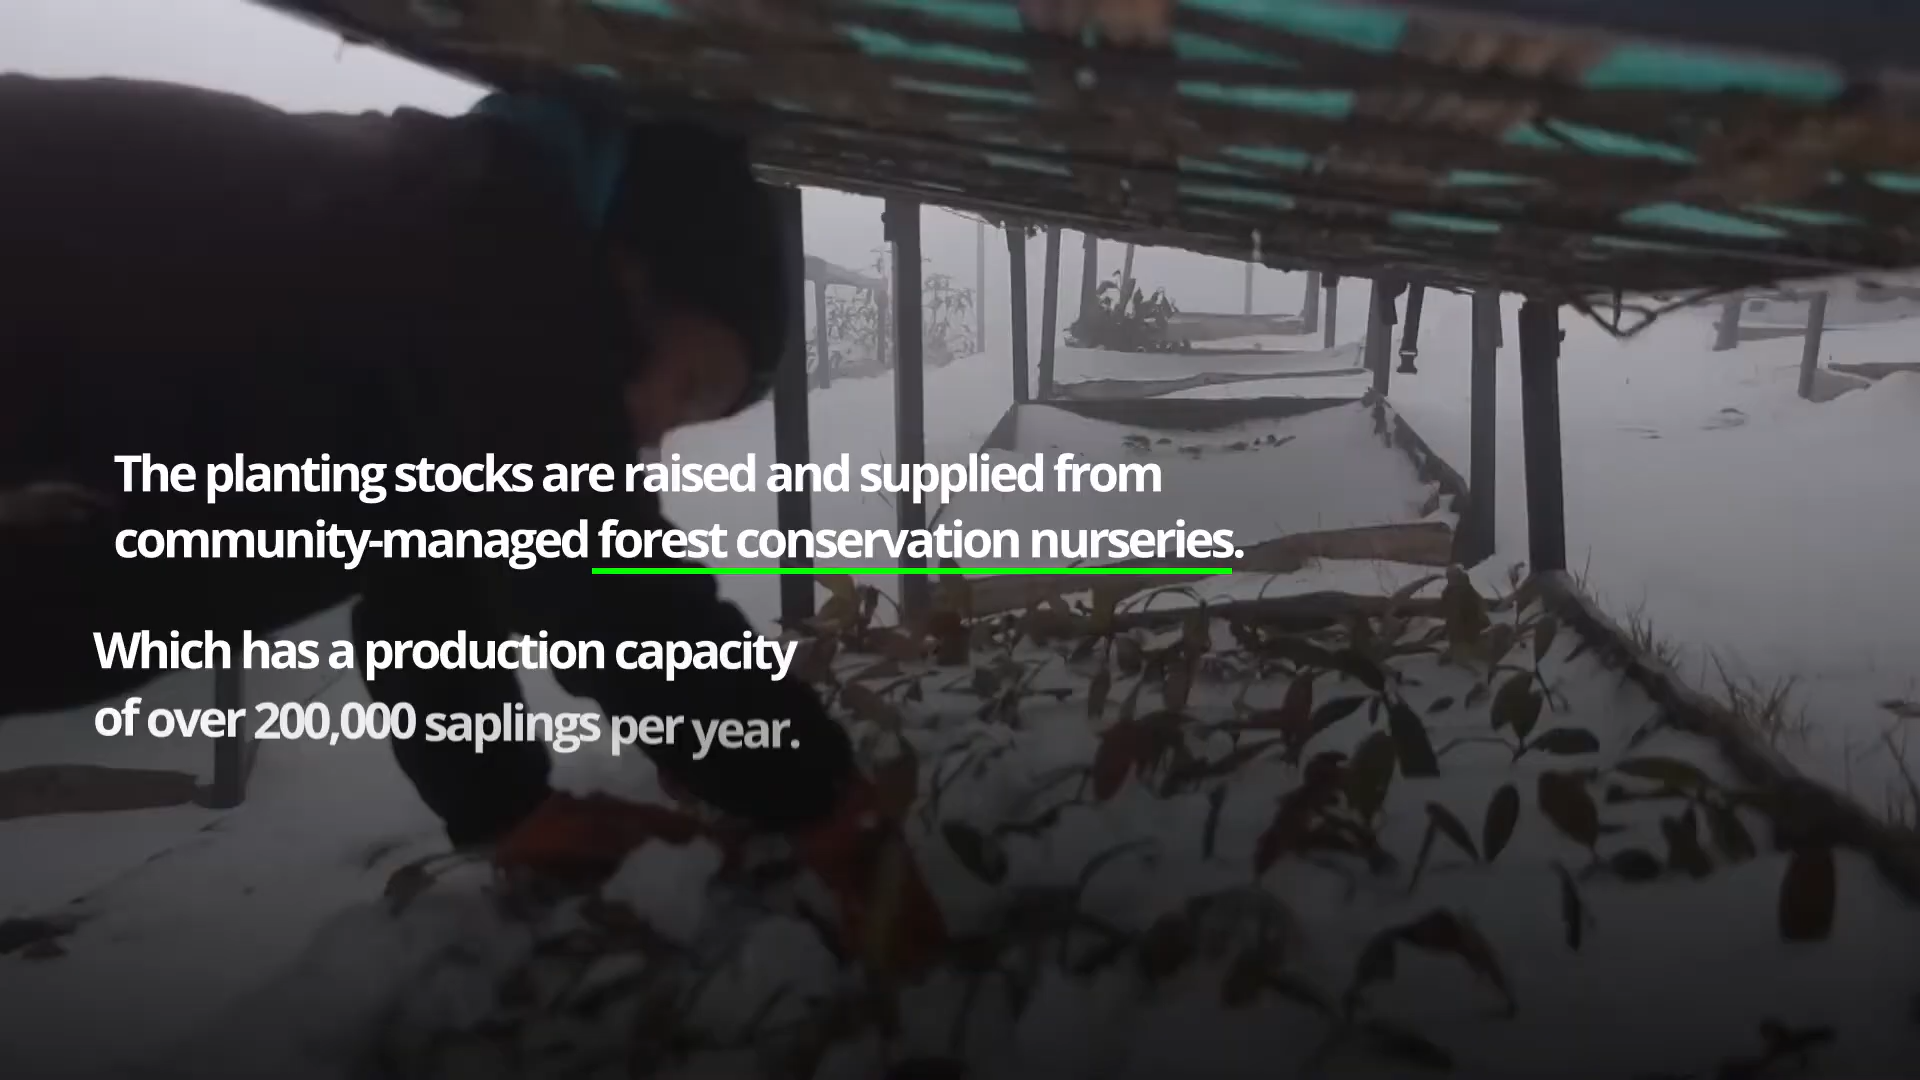 The planting stocks are raised and supplied from
community-managed forest conservation nurseries.
Which has a production capacity
of over 200,000 saplings per year.